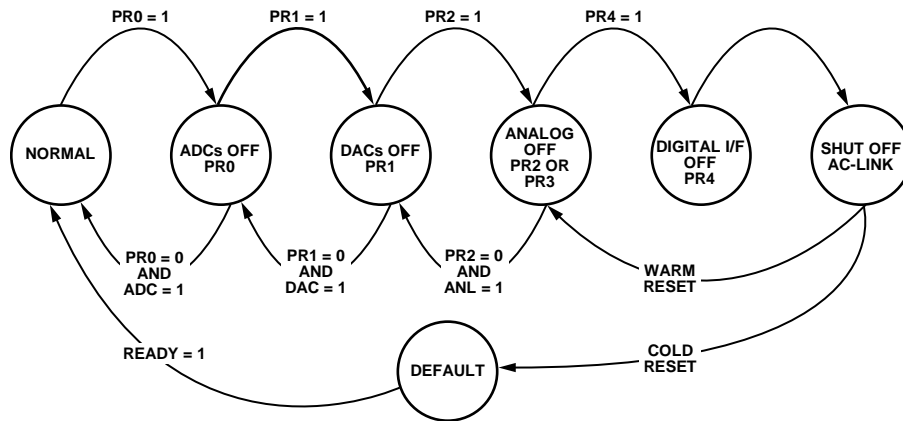 PR0 = 1
PR1 = 1
PR2 = 1
PR4 = 1
NORMAL
ADCs OFF
PR0
DACs OFF
PR1
ANALOG
OFF
PR2 OR
PR3
DIGITAL I/F
OFF
PR4
SHUT OFF
AC-LINK
PR0 = 0
AND
ADC = 1
PR1 = 0
AND
DAC = 1
PR2 = 0
AND
ANL = 1
WARM
RESET
READY = 1
DEFAULT
COLD
RESET